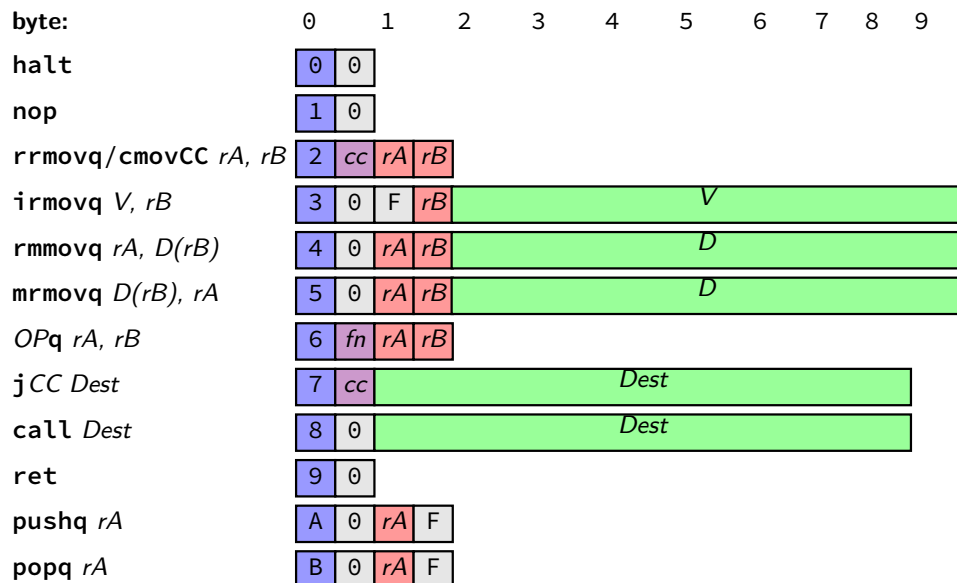 byte: 0 1 2 3 4 5 6 7 8 9
halt 0 0
nop 1 0
rrmovq/cmovCC rA, rB 2 cc rA rB
irmovq V, rB 3 0 F rB V
rmmovq rA, D(rB) 4 0 rA rB D
mrmovq D(rB), rA 5 0 rA rB D
OPq rA, rB 6 fn rA rB
jCC Dest 7 cc Dest
call Dest 8 0 Dest
ret 9 0
pushq rA A 0 rA F
popq rA B 0 rA F